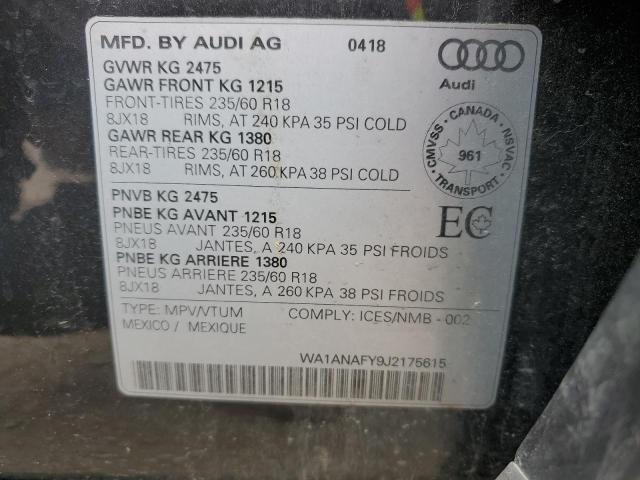 MFD. BY AUDI AG 0418
Audi
GVWR KG 2475
GAWR FRONT KG 1215
FRONT-TIRES 235/60 R18
8JX18 RIMS, AT 240 KPA 35 PSI COLD
GAWR REAR KG 1380
REAR-TIRES 235/60 R18
8JX18 RIMS, AT 260 KPA 38 PSI COLD
CMVSS - CANADA - NSVAC
961
TRANSPORT
PNVB KG 2475
PNBE KG AVANT 1215
PNEUS AVANT 235/60 R18
8JX18 JANTES, A 240 KPA 35 PSI FROIDS
PNBE KG ARRIERE 1380
PNEUS ARRIERE 235/60 R18
8JX18 JANTES, A 260 KPA 38 PSI FROIDS
EC
TYPE: MPV/VTUM COMPLY: ICES/NMB - 002
MEXICO / MEXIQUE
WA1ANAFY9J2175615